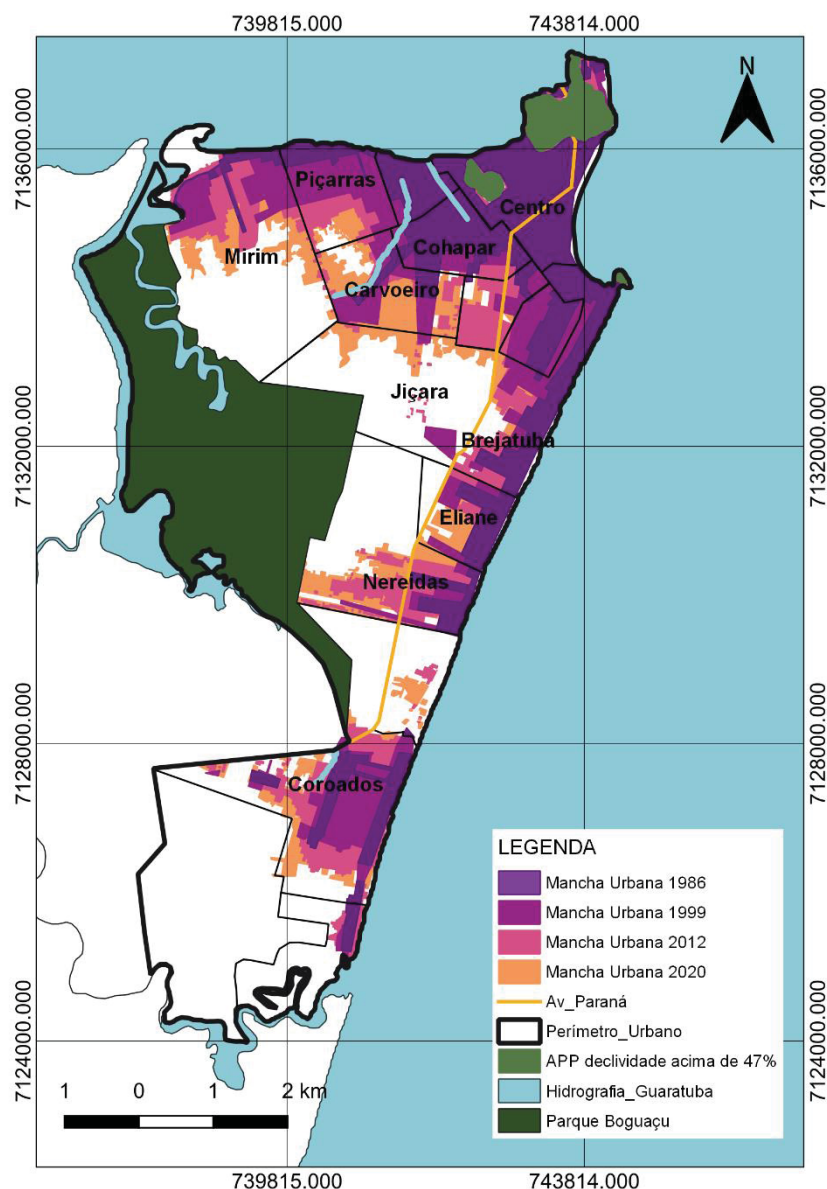 739815.000 743814.000
N
7136000.000 7136000.000
Piçarras
Centro
Mirim
Cohapar
Carvoeiro
Jiçara
7132000.000 7132000.000
Brejatuba
Eliane
Nereidas
7128000.000 7128000.000
Coroados
LEGENDA
Mancha Urbana 1986
Mancha Urbana 1999
Mancha Urbana 2012
Mancha Urbana 2020
Av_Paraná
Perímetro_Urbano
APP declividade acima de 47%
Hidrografia_Guaratuba
Parque Boguaçu
7124000.000 7124000.000
1 0 1 2 km
739815.000 743814.000